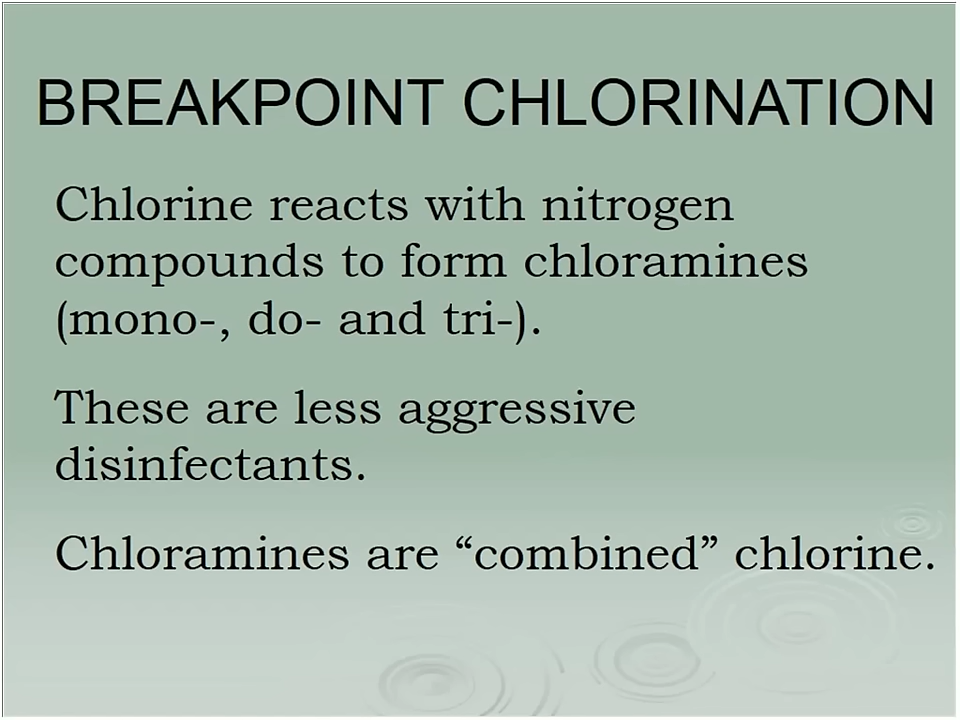 BREAKPOINT CHLORINATION
Chlorine reacts with nitrogen
compounds to form chloramines
(mono-, do- and tri-).
These are less aggressive
disinfectants.
Chloramines are “combined” chlorine.